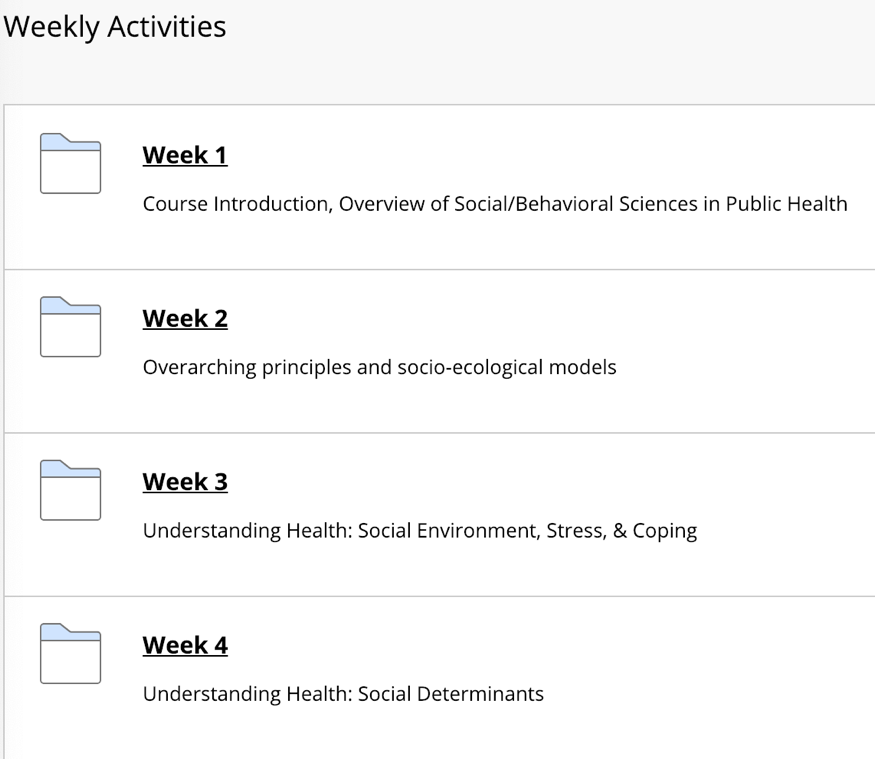 Weekly Activities
Week 1
Course Introduction, Overview of Social/Behavioral Sciences in Public Health
Week 2
Overarching principles and socio-ecological models
Week 3
Understanding Health: Social Environment, Stress, & Coping
Week 4
Understanding Health: Social Determinants